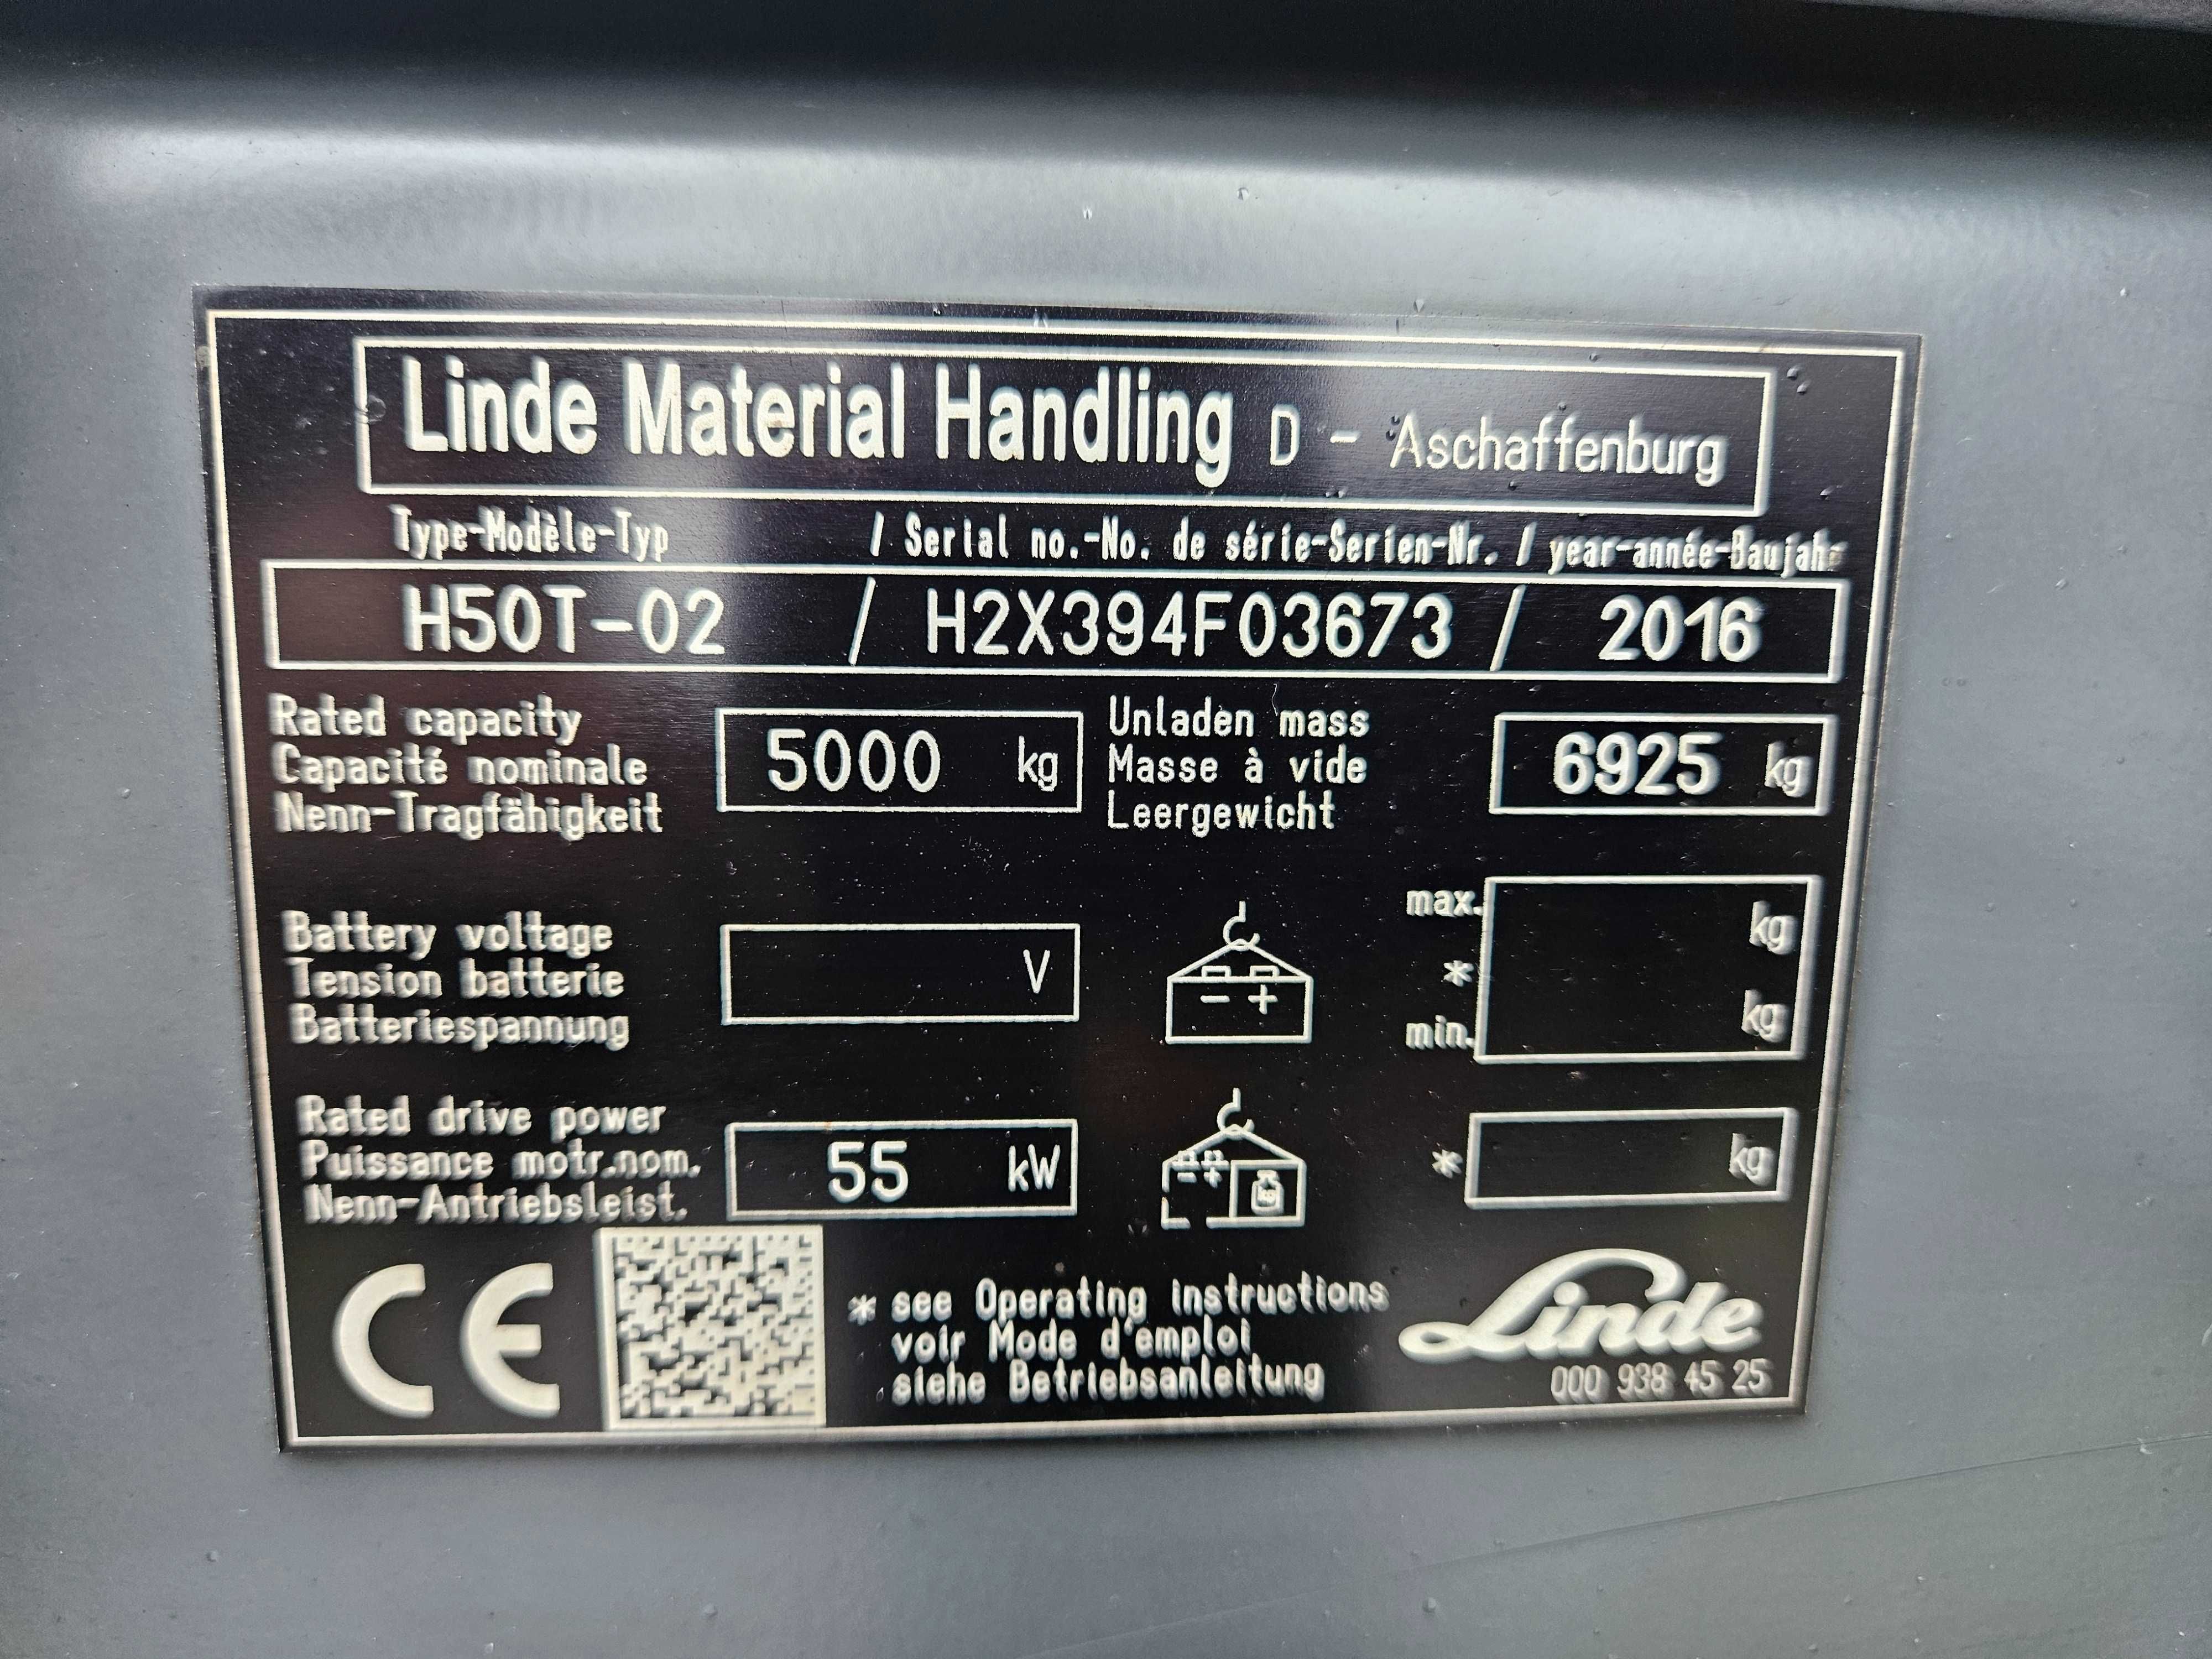 Linde Material Handling D - Aschaffenburg
Type-Modèle-Typ / Serial no.-No. de série-Serien-Nr. / year-année-Baujahr
H50T-02 / H2X394F03673 / 2016
Rated capacity
Capacité nominale
Nenn-Tragfähigkeit
5000 kg
Unladen mass
Masse à vide
Leergewicht
6925 kg
Battery voltage
Tension batterie
Batteriespannung
V
- +
max. kg
*
min. kg
Rated drive power
Puissance motr.nom.
Nenn-Antriebsleist.
55 kW
- + kg
* kg
CE
* see Operating instructions
voir Mode d'emploi
siehe Betriebsanleitung
Linde
000 938 45 25